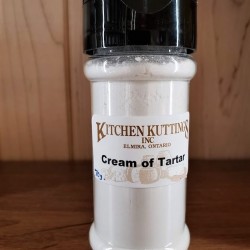 KITCHEN KUTTINGS
INC
ELMIRA, ONTARIO
Cream of Tartar